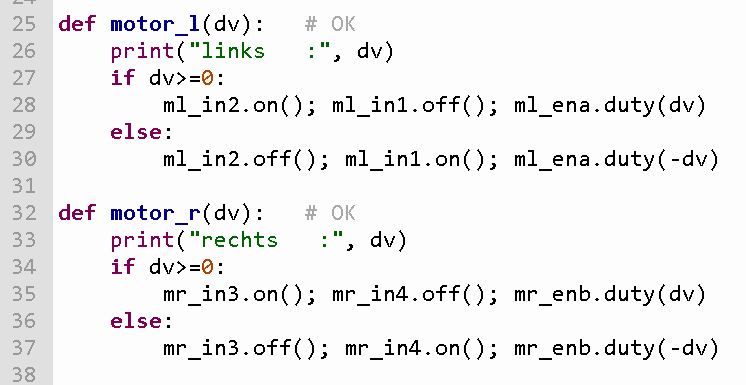 24
25 def motor_l(dv):   # OK
26     print("links   :", dv)
27     if dv>=0:
28         ml_in2.on(); ml_in1.off(); ml_ena.duty(dv)
29     else:
30         ml_in2.off(); ml_in1.on(); ml_ena.duty(-dv)
31
32 def motor_r(dv):   # OK
33     print("rechts   :", dv)
34     if dv>=0:
35         mr_in3.on(); mr_in4.off(); mr_enb.duty(dv)
36     else:
37         mr_in3.off(); mr_in4.on(); mr_enb.duty(-dv)
38